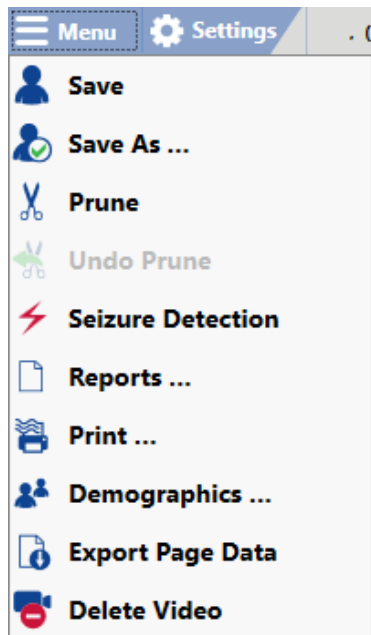 Menu Settings
Save
Save As ...
Prune
Undo Prune
Seizure Detection
Reports ...
Print ...
Demographics ...
Export Page Data
Delete Video